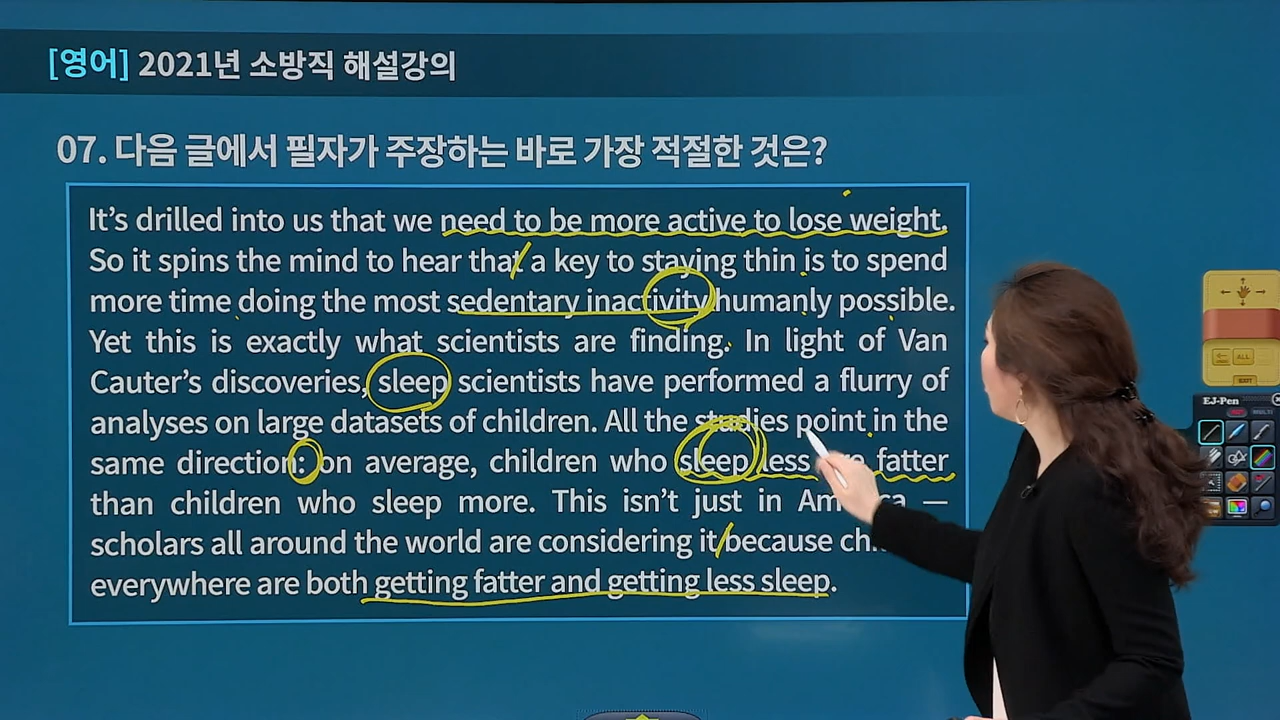 [영어] 2021년 소방직 해설강의
07. 다음 글에서 필자가 주장하는 바로 가장 적절한 것은?
It's drilled into us that we need to be more active to lose weight.
So it spins the mind to hear that a key to staying thin is to spend
more time doing the most sedentary inactivity humanly possible.
Yet this is exactly what scientists are finding. In light of Van
Cauter's discoveries, sleep scientists have performed a flurry of
analyses on large datasets of children. All the studies point in the
same direction: on average, children who sleep less are fatter
than children who sleep more. This isn't just in America —
scholars all around the world are considering it because
everywhere are both getting fatter and getting less sleep.
EJ-Pen
ALL
EXIT